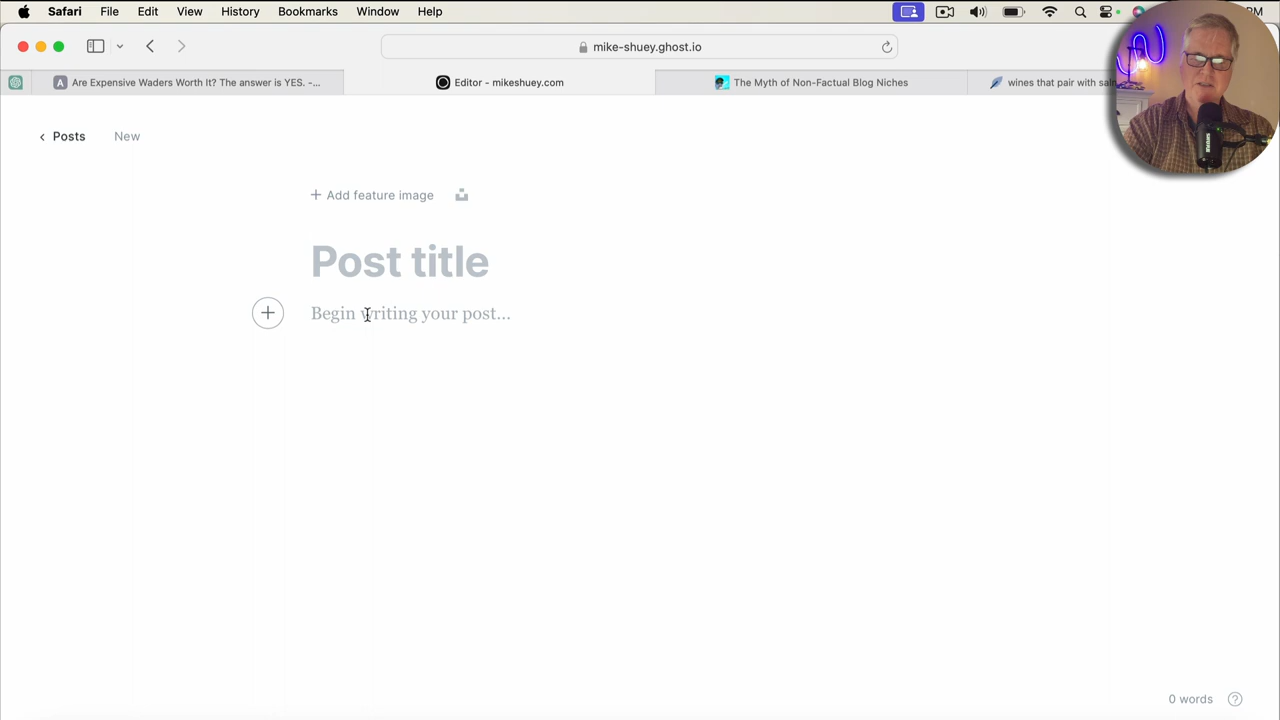 Safari File Edit View History Bookmarks Window Help
mike-shuey.ghost.io
Are Expensive Waders Worth It? The answer is YES. -...
Editor - mikeshuey.com
The Myth of Non-Factual Blog Niches
wines that pair with
Posts New
+ Add feature image
Post title
Begin writing your post...
0 words ?